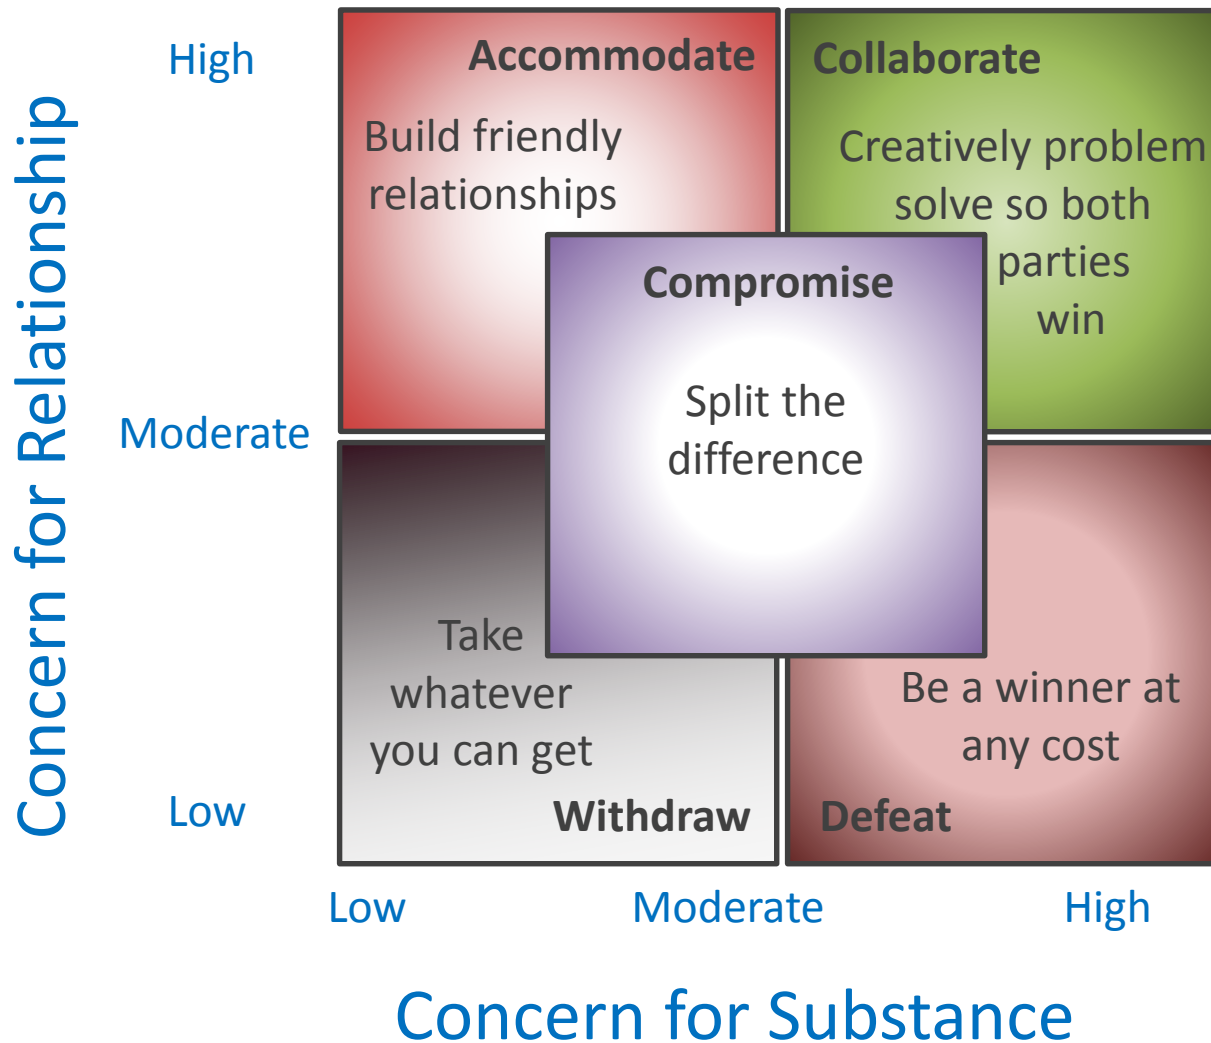 Concern for Relationship
High
Moderate
Low
Accommodate
Build friendly
relationships
Collaborate
Creatively problem
solve so both
parties
win
Compromise
Split the
difference
Take
whatever
you can get
Withdraw
Be a winner at
any cost
Defeat
Low
Moderate
High
Concern for Substance